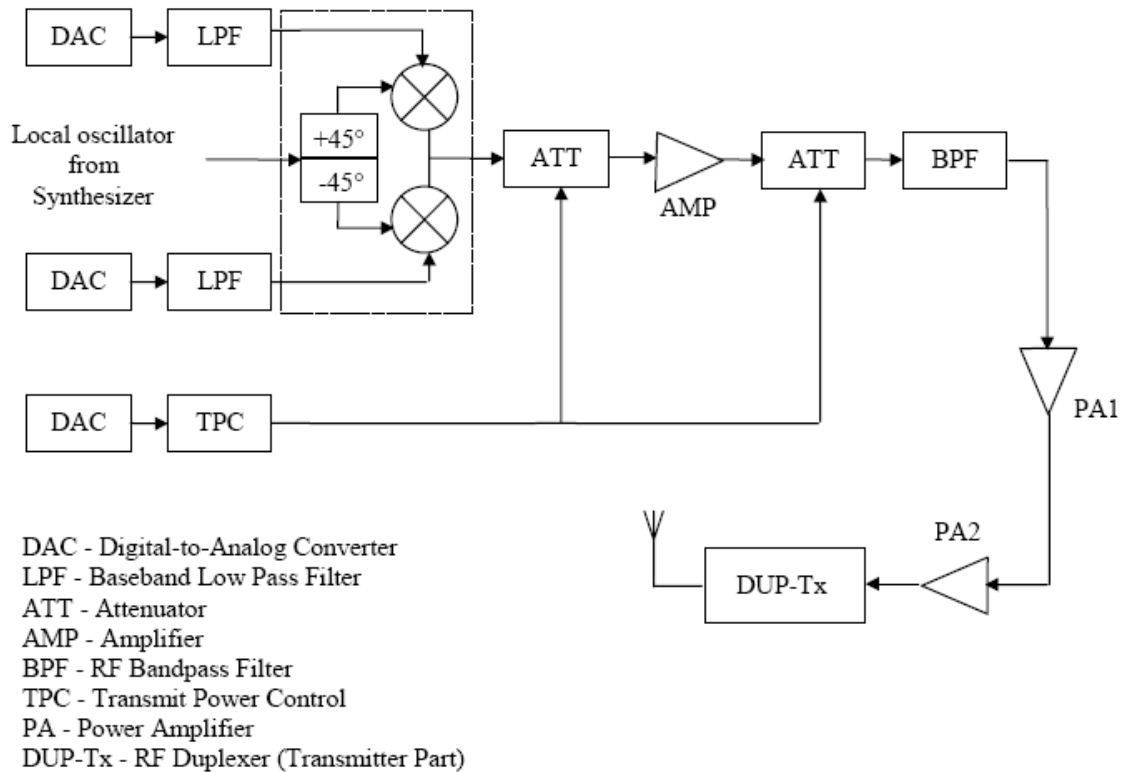 DAC
LPF
Local oscillator
from
Synthesizer
+45°
-45°
ATT
AMP
ATT
BPF
DAC
LPF
DAC
TPC
PA1
PA2
DUP-Tx
DAC - Digital-to-Analog Converter
LPF - Baseband Low Pass Filter
ATT - Attenuator
AMP - Amplifier
BPF - RF Bandpass Filter
TPC - Transmit Power Control
PA - Power Amplifier
DUP-Tx - RF Duplexer (Transmitter Part)